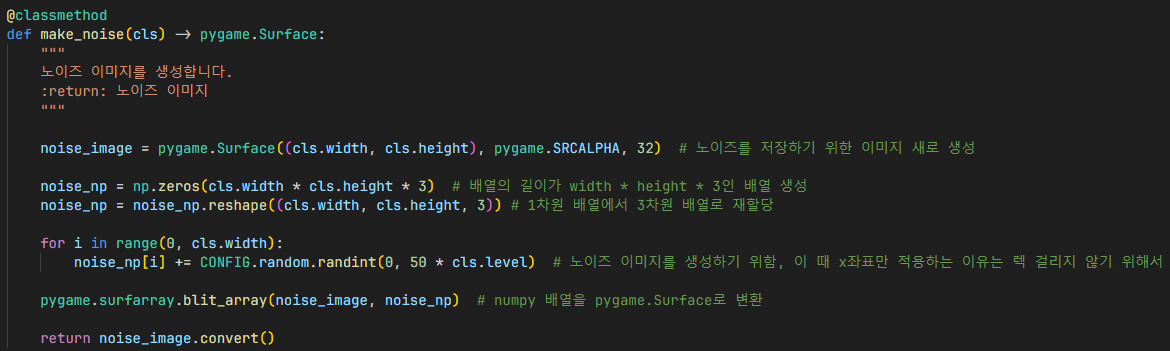 @classmethod
def make_noise(cls) -> pygame.Surface:
    """
    노이즈 이미지를 생성합니다.
    :return: 노이즈 이미지
    """
    noise_image = pygame.Surface((cls.width, cls.height), pygame.SRCALPHA, 32)  # 노이즈를 저장하기 위한 이미지 새로 생성
    noise_np = np.zeros(cls.width * cls.height * 3)  # 배열의 길이가 width * height * 3인 배열 생성
    noise_np = noise_np.reshape((cls.width, cls.height, 3)) # 1차원 배열에서 3차원 배열로 재할당
    for i in range(0, cls.width):
        noise_np[i] += CONFIG.random.randint(0, 50 * cls.level)  # 노이즈 이미지를 생성하기 위함, 이 때 x좌표만 적용하는 이유는 렉 걸리지 않기 위해서
    pygame.surfarray.blit_array(noise_image, noise_np)  # numpy 배열을 pygame.Surface로 변환
    return noise_image.convert()